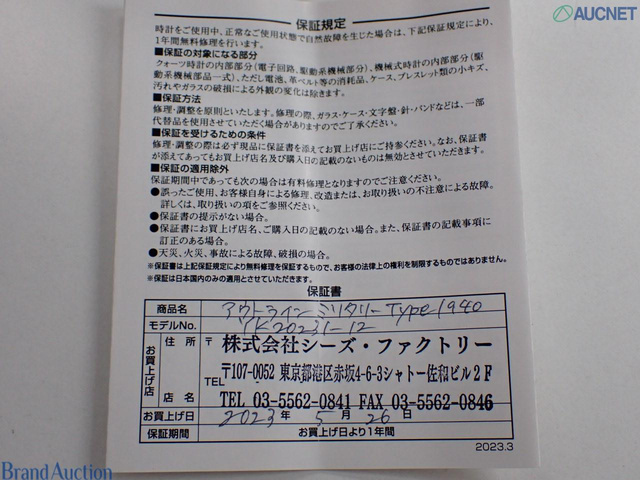 AUCNET
保証規定
時計をご使用中、正常なご使用状態で自然故障を生じた場合は、下記保証規定により、
1年間無料修理を行います。
■保証の対象になる部分
クォーツ時計の内部部分(電子回路、駆動系機械部分)、機械式時計の内部部分(駆
動系機械部品一式)、ただし電池、革ベルト等の消耗品、ケース、ブレスレット類の小キズ、
汚れやガラスの破損による外観の変化は除きます。
■保証方法
修理・調整を原則といたします。修理の際、ガラス・ケース・文字盤・針・バンドなどは、一部
代替品を使用させていただく場合がありますのでご了承ください。
■保証を受けるための条件
修理・調整の際は必ず現品に保証書を添えてお買上げ店にご持参ください。なお、保証書
が添えてあってもお買上げ店名及び購入日の記載のないものは無効とさせていただきます。
■保証の適用除外
保証期間中であっても次の場合は有料修理となりますのでご注意ください。
●誤ったご使用、お客様自身による修理、改造または、お取り扱いの不注意による故障。
詳しくは、取り扱いの項をご参照ください。
●保証書の提示がない場合。
●保証書にお買上げ店名、ご購入日の記載のない場合。また、保証書の記載事項に
訂正のある場合。
●天災、火災、事故による故障、破損の場合。
※保証書は上記保証規定により無料修理を保証するもので、お客様の法律上の権利を制限するものではありません。
※保証は日本国内のみの適用とさせていただきます。
保証書
商品名 アウトライン ミリタリー Type1940
モデルNo. YK20231-12
お買上げ店 住所 〒 株式会社シーズ・ファクトリー
〒107-0052 東京都港区赤坂4-6-3シャトー佐和ビル2F
TEL
店名 TEL 03-5562-0841 FAX 03-5562-0846
お買上げ日 2023 年 5 月 26 日
保証期間 お買上げ日より1年間
2023.3
Brand Auction